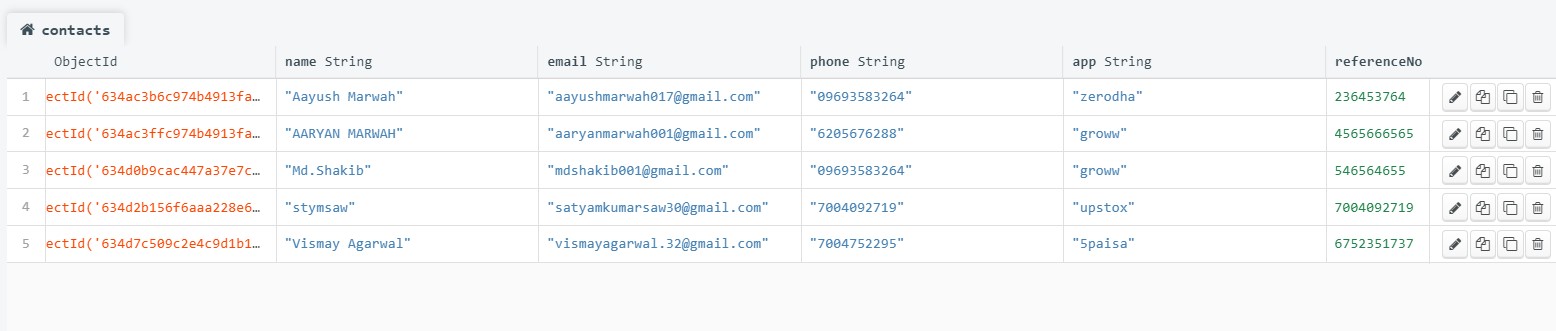 contacts
ObjectId name String email String phone String app String referenceNo
1 ectId('634ac3b6c974b4913fa… "Aayush Marwah" "aayushmarwah017@gmail.com" "09693583264" "zerodha" 236453764
2 ectId('634ac3ffc974b4913fa… "AARYAN MARWAH" "aaryanmarwah001@gmail.com" "6205676288" "groww" 4565666565
3 ectId('634d0b9cac447a37e7c… "Md.Shakib" "mdshakib001@gmail.com" "09693583264" "groww" 546564655
4 ectId('634d2b156f6aaa228e6… "stymsaw" "satyamkumarsaw30@gmail.com" "7004092719" "upstox" 7004092719
5 ectId('634d7c509c2e4c9d1b1… "Vismay Agarwal" "vismayagarwal.32@gmail.com" "7004752295" "5paisa" 6752351737